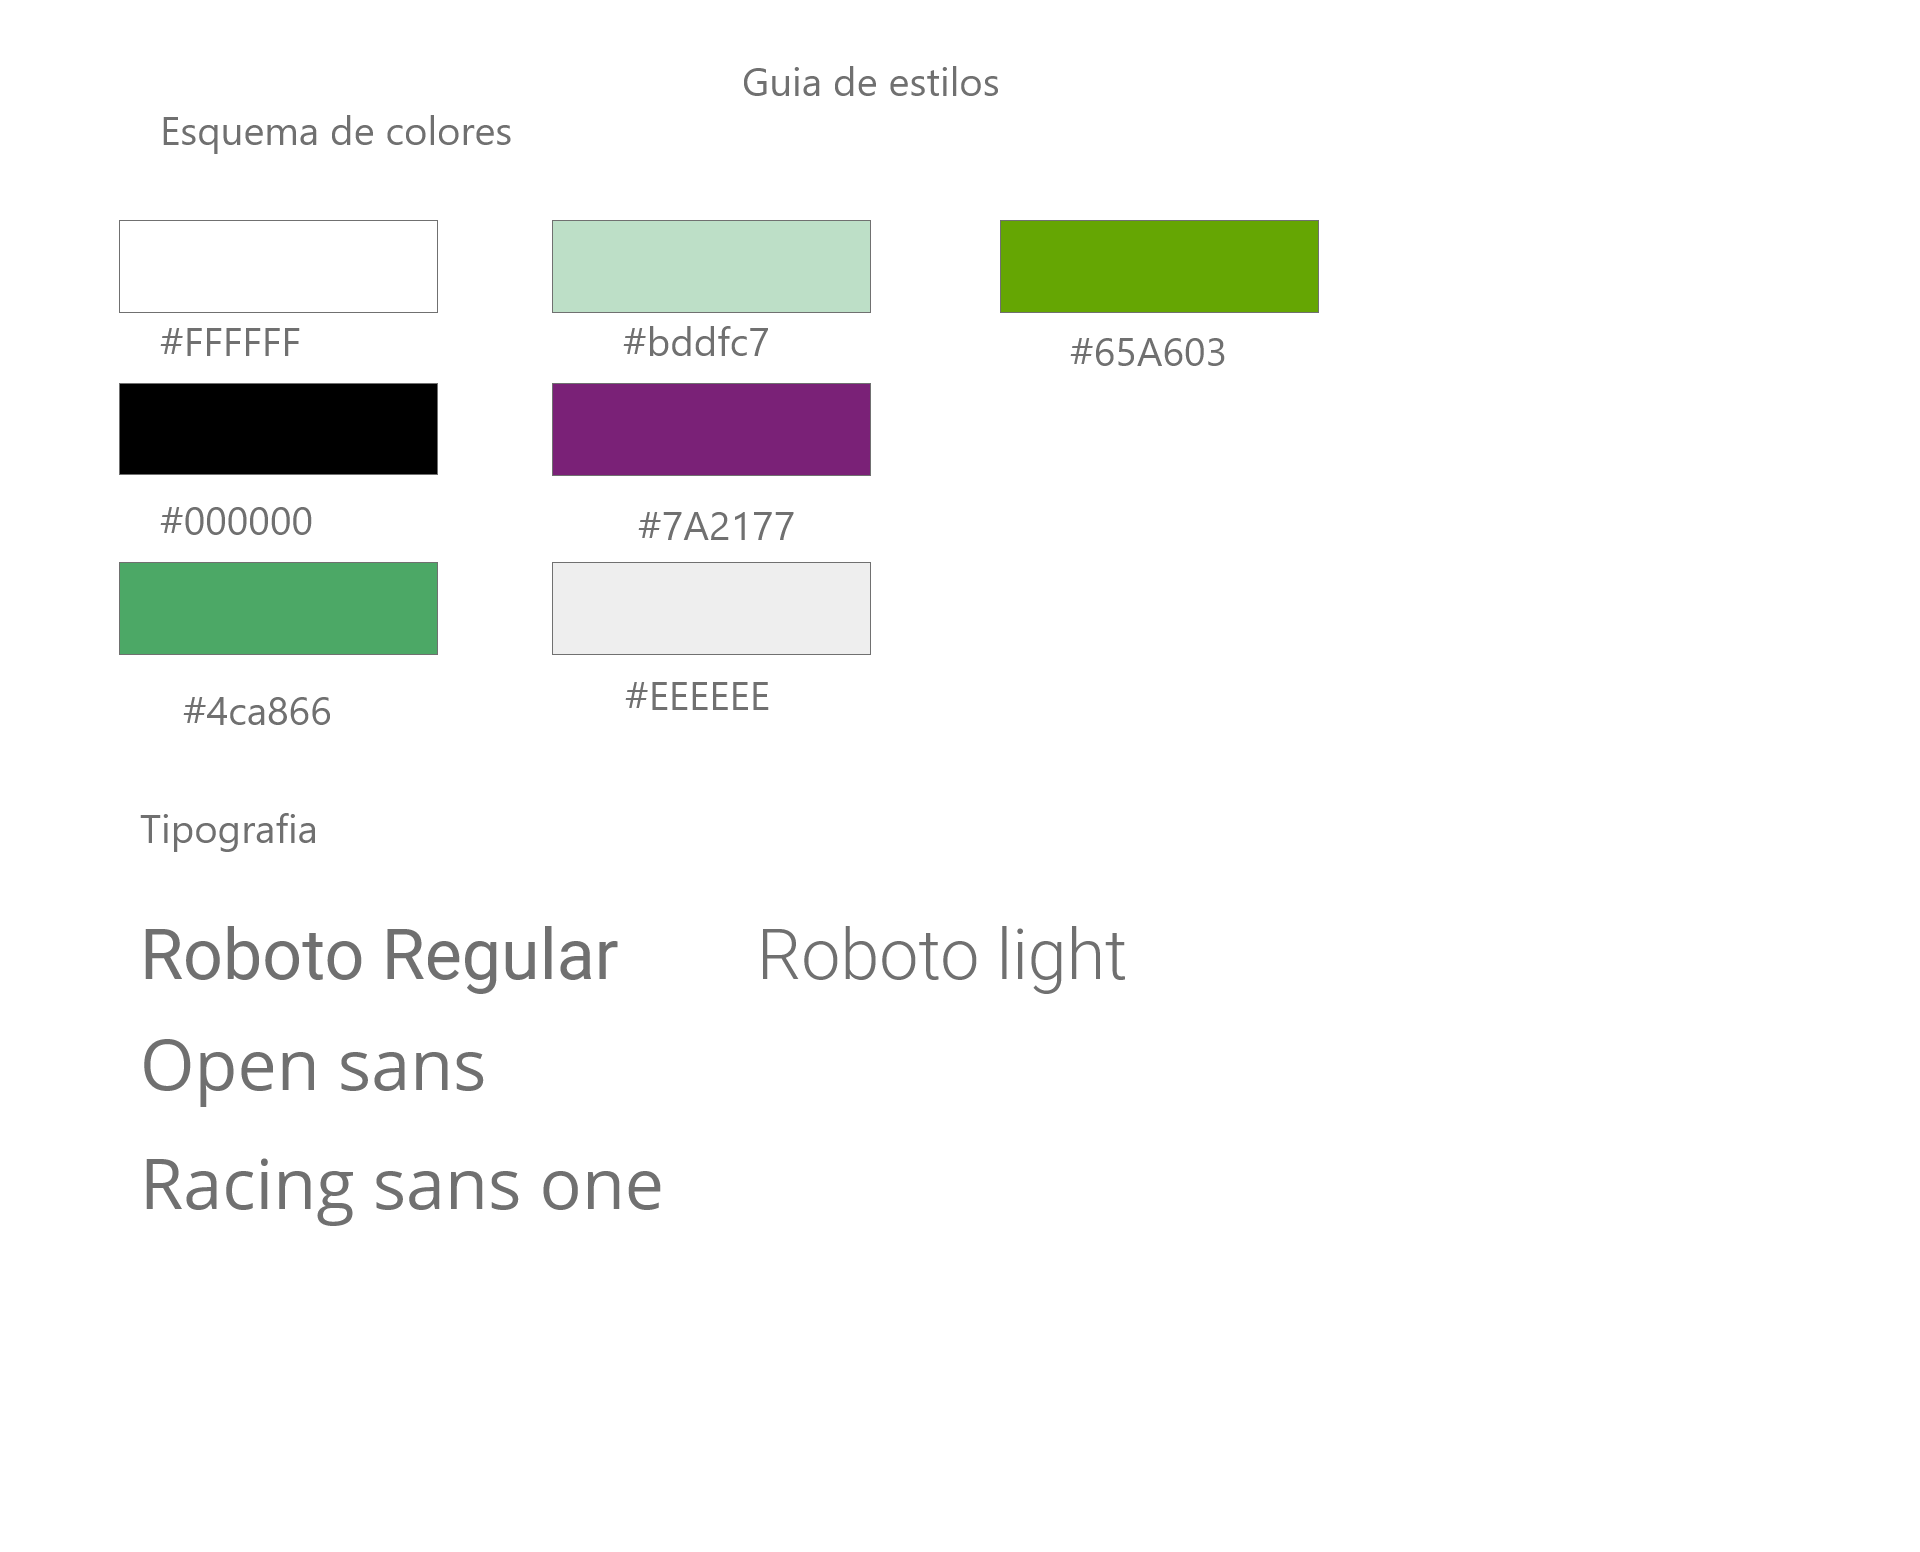 Guia de estilos
Esquema de colores
#FFFFFF
#bddfc7
#65A603
#000000
#7A2177
#4ca866
#EEEEEE
Tipografia
Roboto Regular
Roboto light
Open sans
Racing sans one